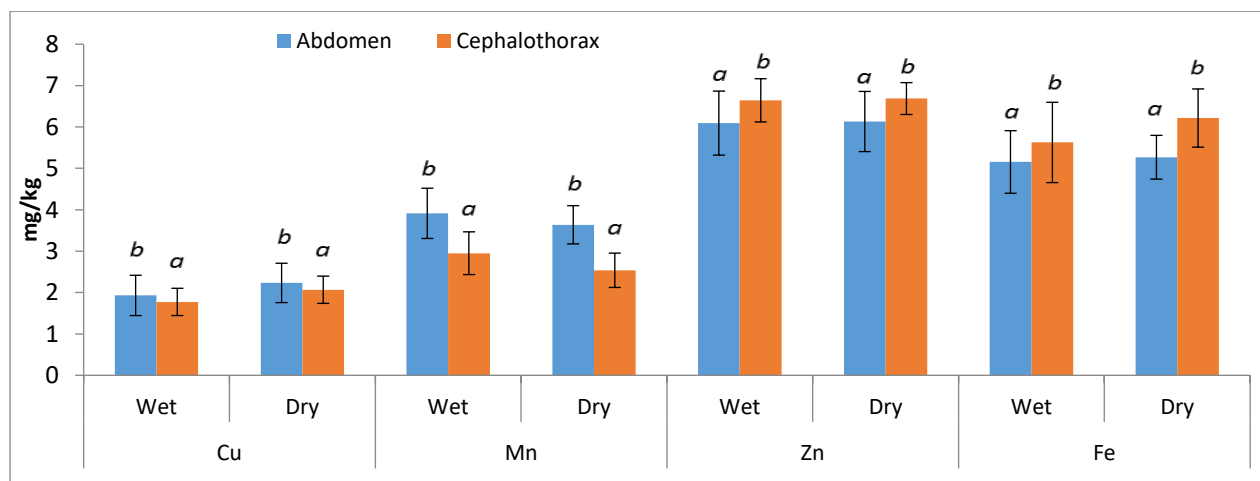 Abdomen Cephalothorax
mg/kg
8
7
6
5
4
3
2
1
0
b a b a b a b a a b a b a b a b
Wet Dry Wet Dry Wet Dry Wet Dry
Cu Mn Zn Fe